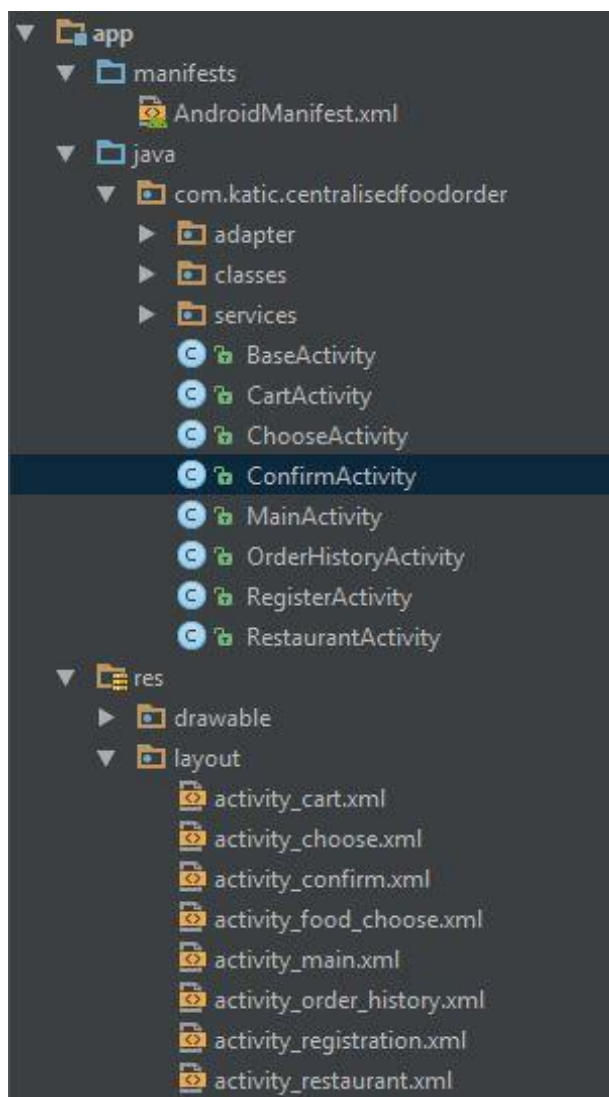 app
manifests
AndroidManifest.xml
java
com.katic.centralisedfoodorder
adapter
classes
services
BaseActivity
CartActivity
ChooseActivity
ConfirmActivity
MainActivity
OrderHistoryActivity
RegisterActivity
RestaurantActivity
res
drawable
layout
activity_cart.xml
activity_choose.xml
activity_confirm.xml
activity_food_choose.xml
activity_main.xml
activity_order_history.xml
activity_registration.xml
activity_restaurant.xml